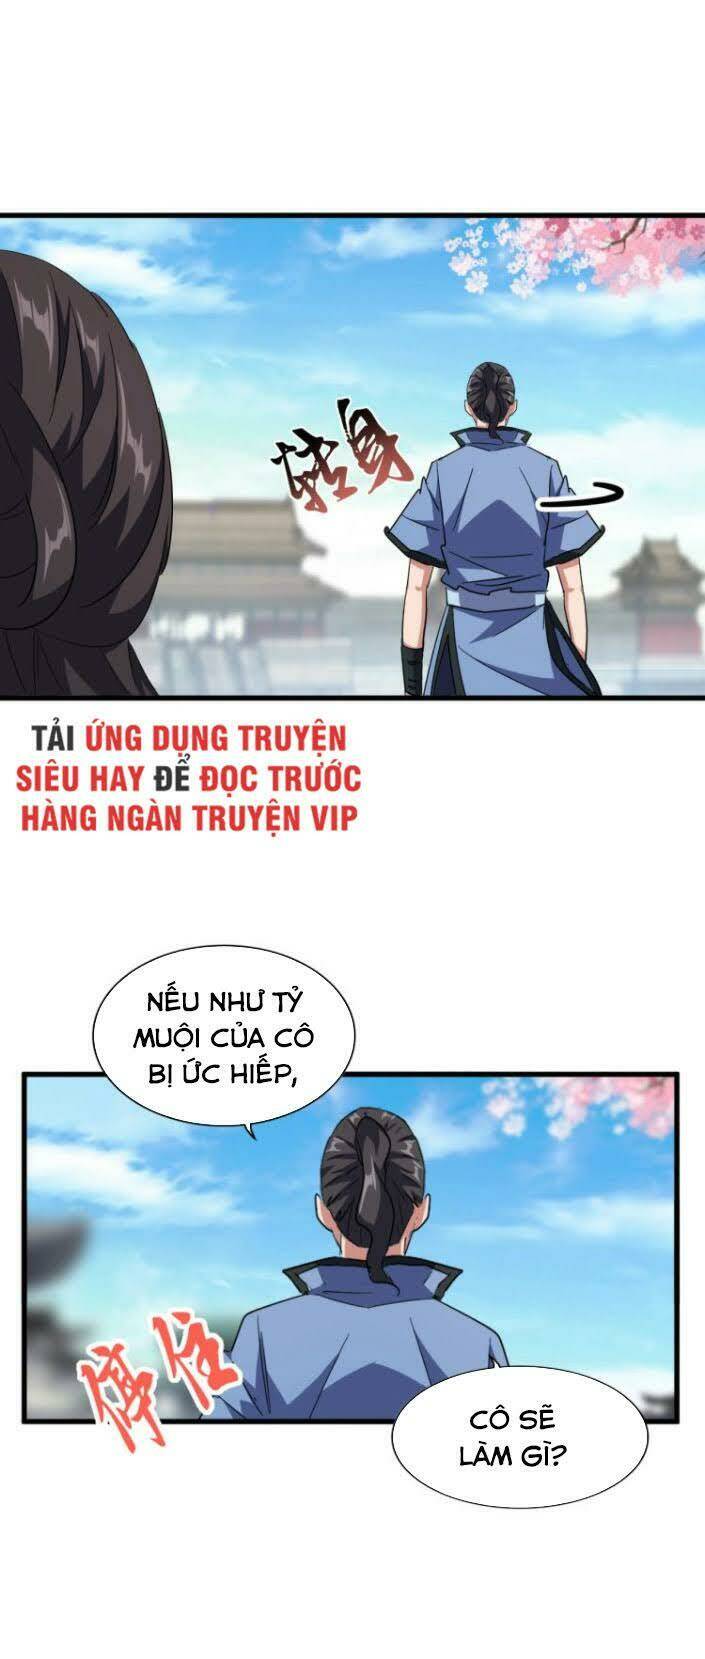 转身
TẢI ỨNG DỤNG TRUYỆN
SIÊU HAY ĐỂ ĐỌC TRƯỚC
HÀNG NGÀN TRUYỆN VIP
NẾU NHƯ TỶ
MUỘI CỦA CÔ
BỊ ỨC HIẾP,
停住
CÔ SẼ
LÀM GÌ?